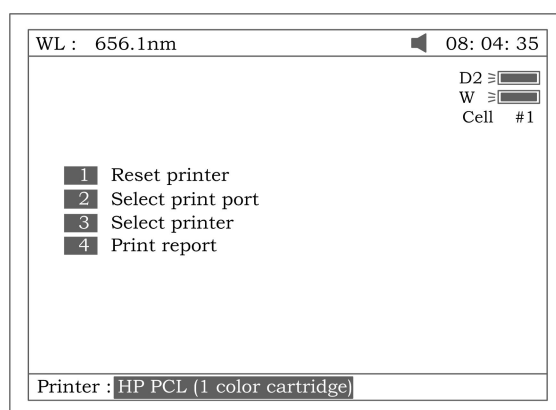 WL : 656.1nm 08: 04: 35
D2
W
Cell #1
1 Reset printer
2 Select print port
3 Select printer
4 Print report
Printer : HP PCL (1 color cartridge)